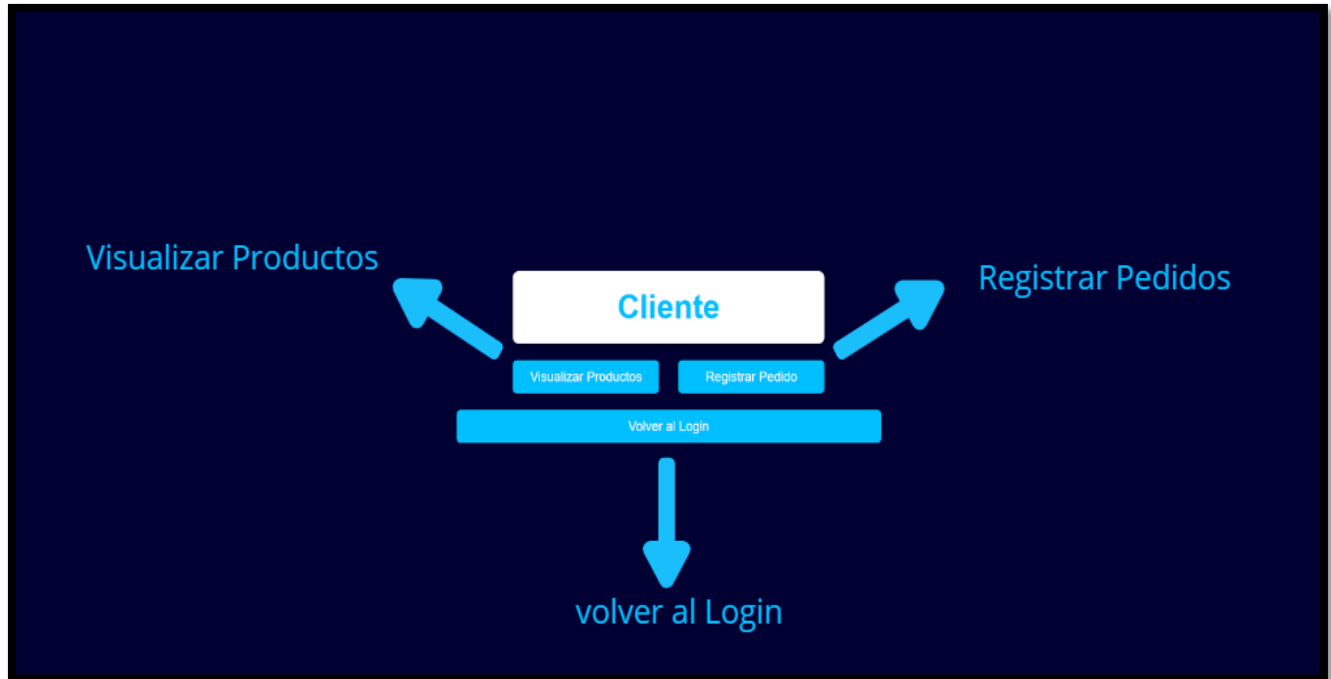 Visualizar Productos
Registrar Pedidos
Cliente
Visualizar Productos
Registrar Pedido
Volver al Login
volver al Login